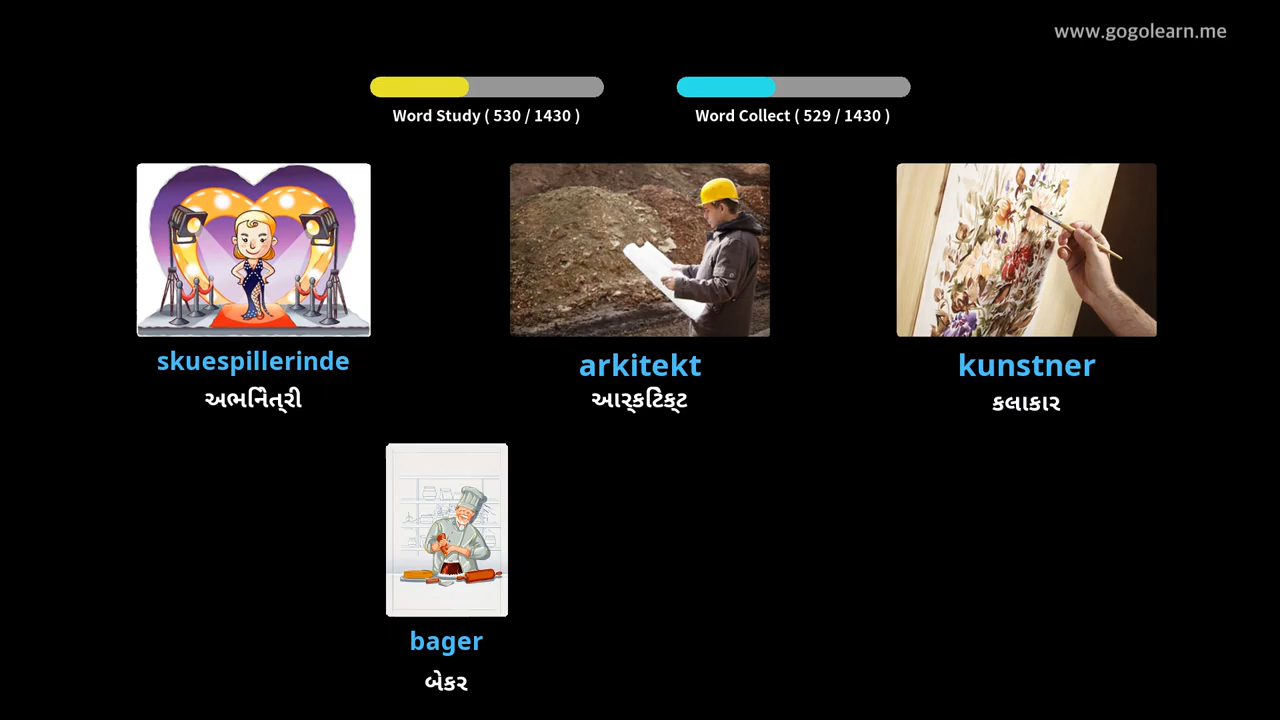 www.gogolearn.me
Word Study ( 530 / 1430 )
Word Collect ( 529 / 1430 )
skuespillerinde
અભિનેત્રી
arkitekt
આર્કિટેક્ટ
kunstner
કલાકાર
bager
બેકર